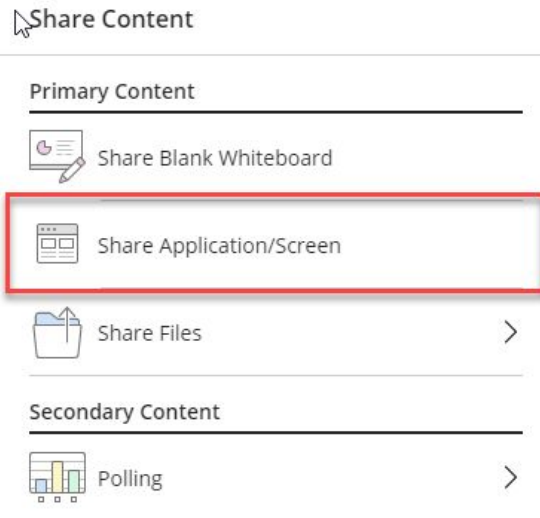 Share Content
Primary Content
Share Blank Whiteboard
Share Application/Screen
Share Files
Secondary Content
Polling